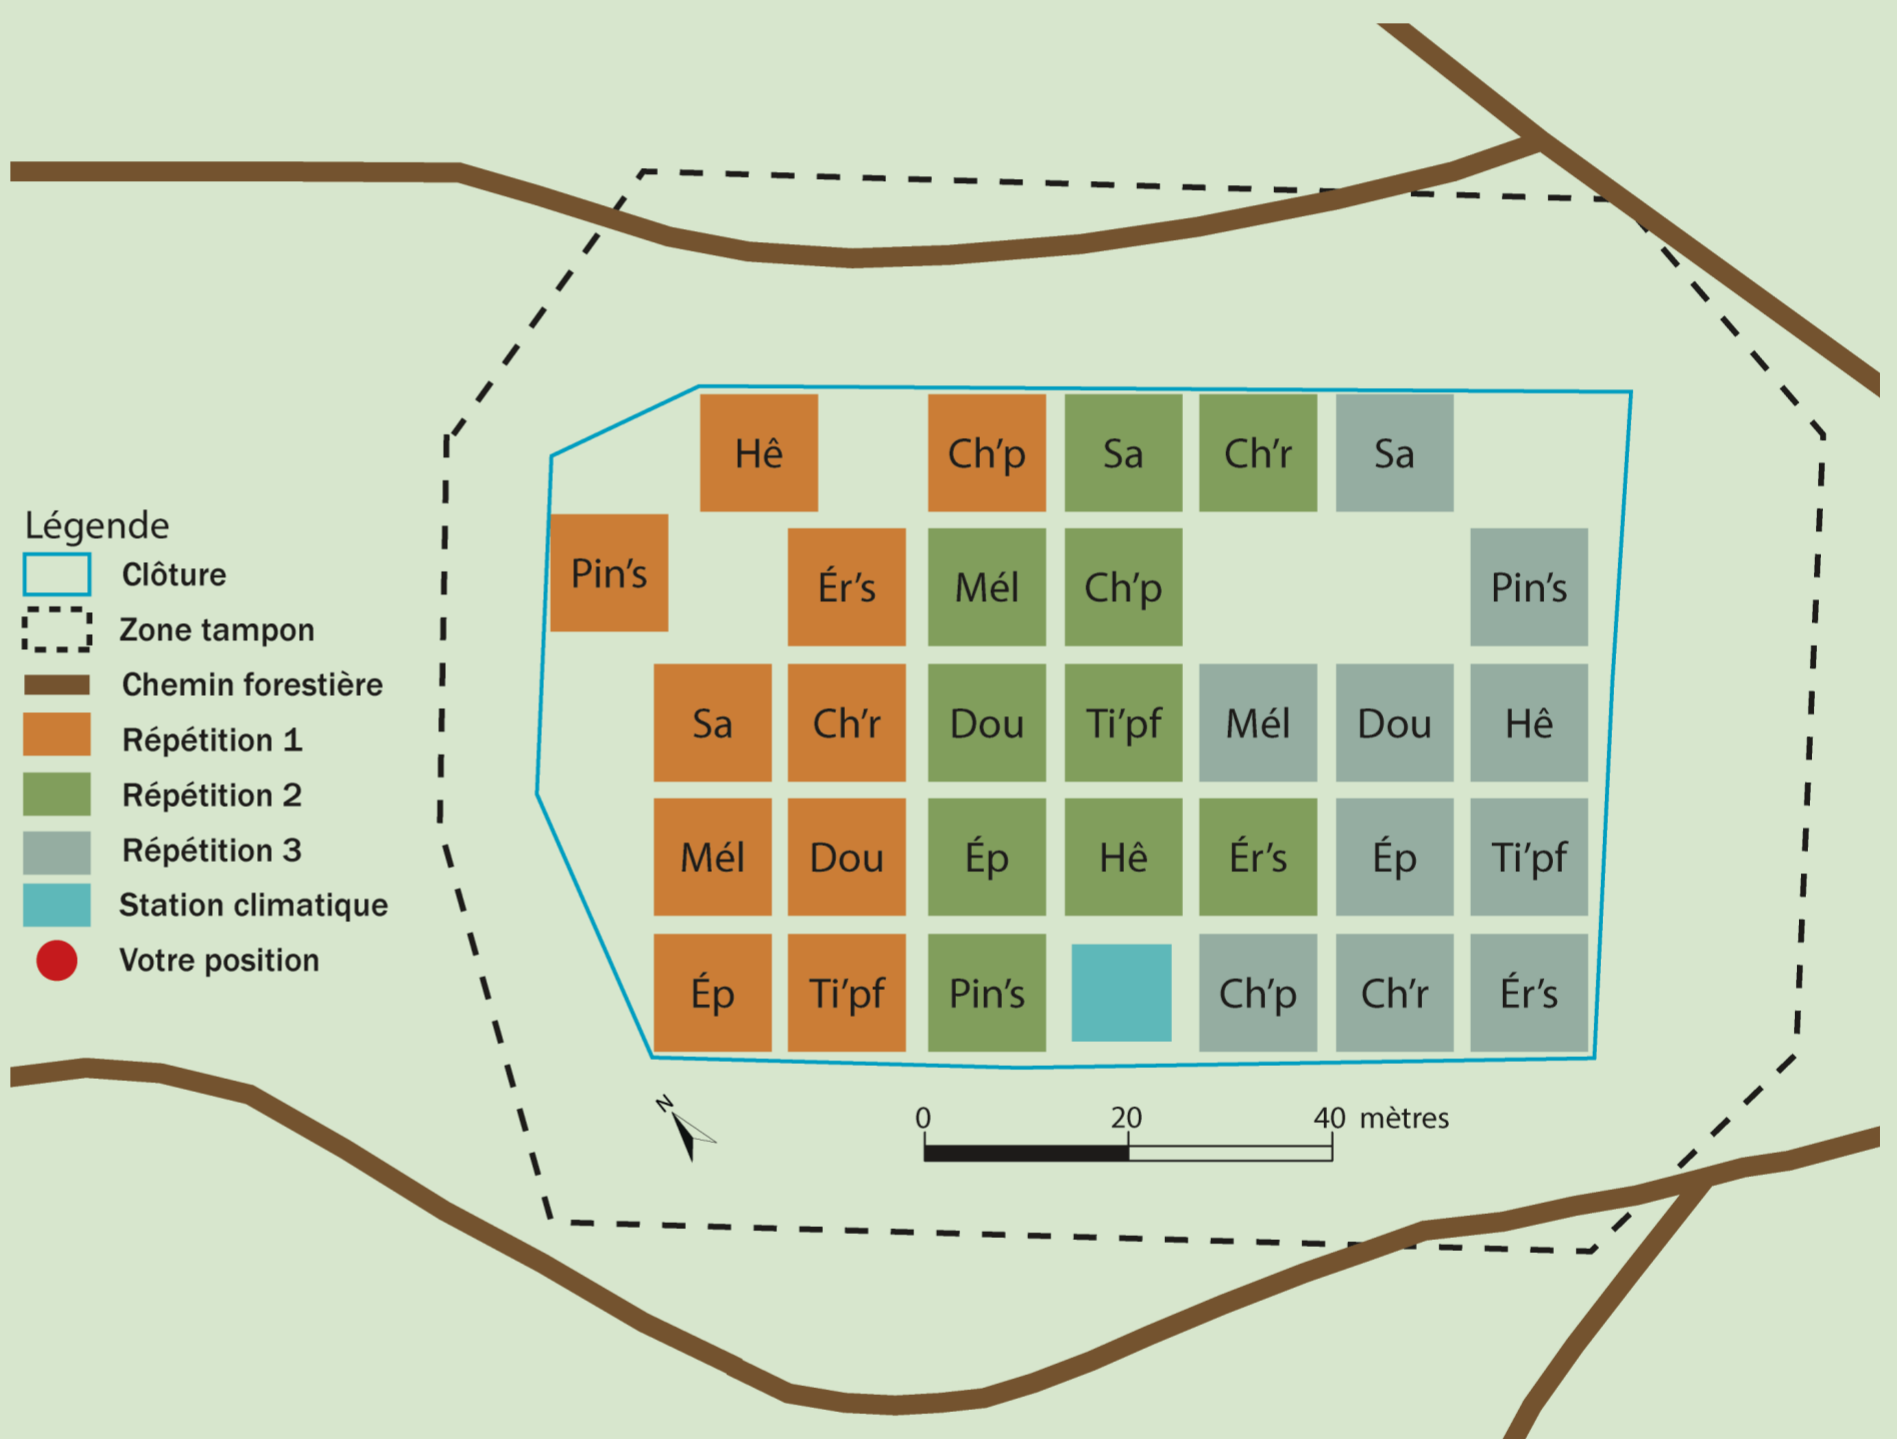 Légende
Clôture
Zone tampon
Chemin forestière
Répétition 1
Répétition 2
Répétition 3
Station climatique
Votre position
Hê Ch'p Sa Ch'r Sa
Pin's Ér's Mél Ch'p Pin's
Sa Ch'r Dou Ti'pf Mél Dou Hê
Mél Dou Ép Hê Ér's Ép Ti'pf
Ép Ti'pf Pin's Ch'p Ch'r Ér's
N
0 20 40 mètres